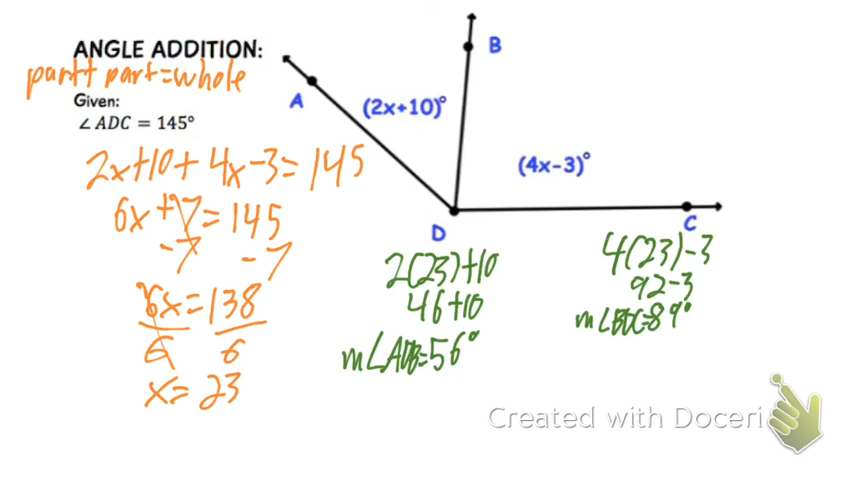 ANGLE ADDITION:
part + part = whole
Given:
∠ ADC = 145°
A
B
(2x+10)°
(4x-3)°
D
C
2x+10+ 4x-3=145
6x +7 = 145
-7 -7
6x = 138
6 6
x = 23
2(23)+10
46+10
m∠ADB=56°
4(23)-3
92-3
m∠BDC=89°
Created with Doceri